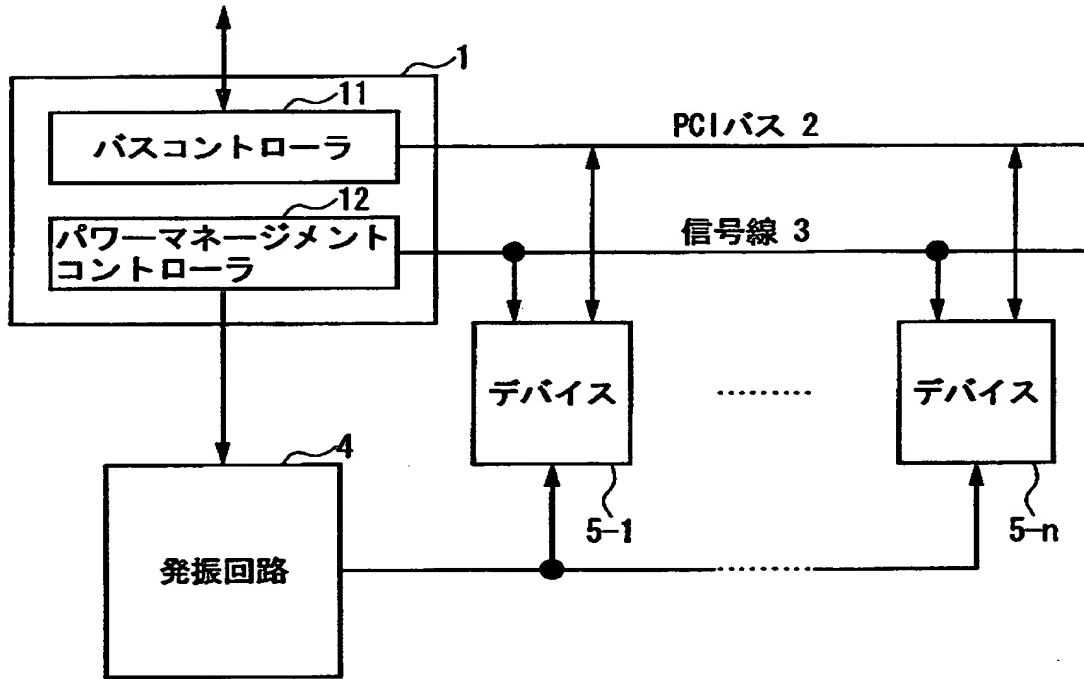 1
11
バスコントローラ
PCIバス 2
12
パワーマネージメント
コントローラ
信号線 3
デバイス
………
デバイス
4
5-1
5-n
発振回路
………